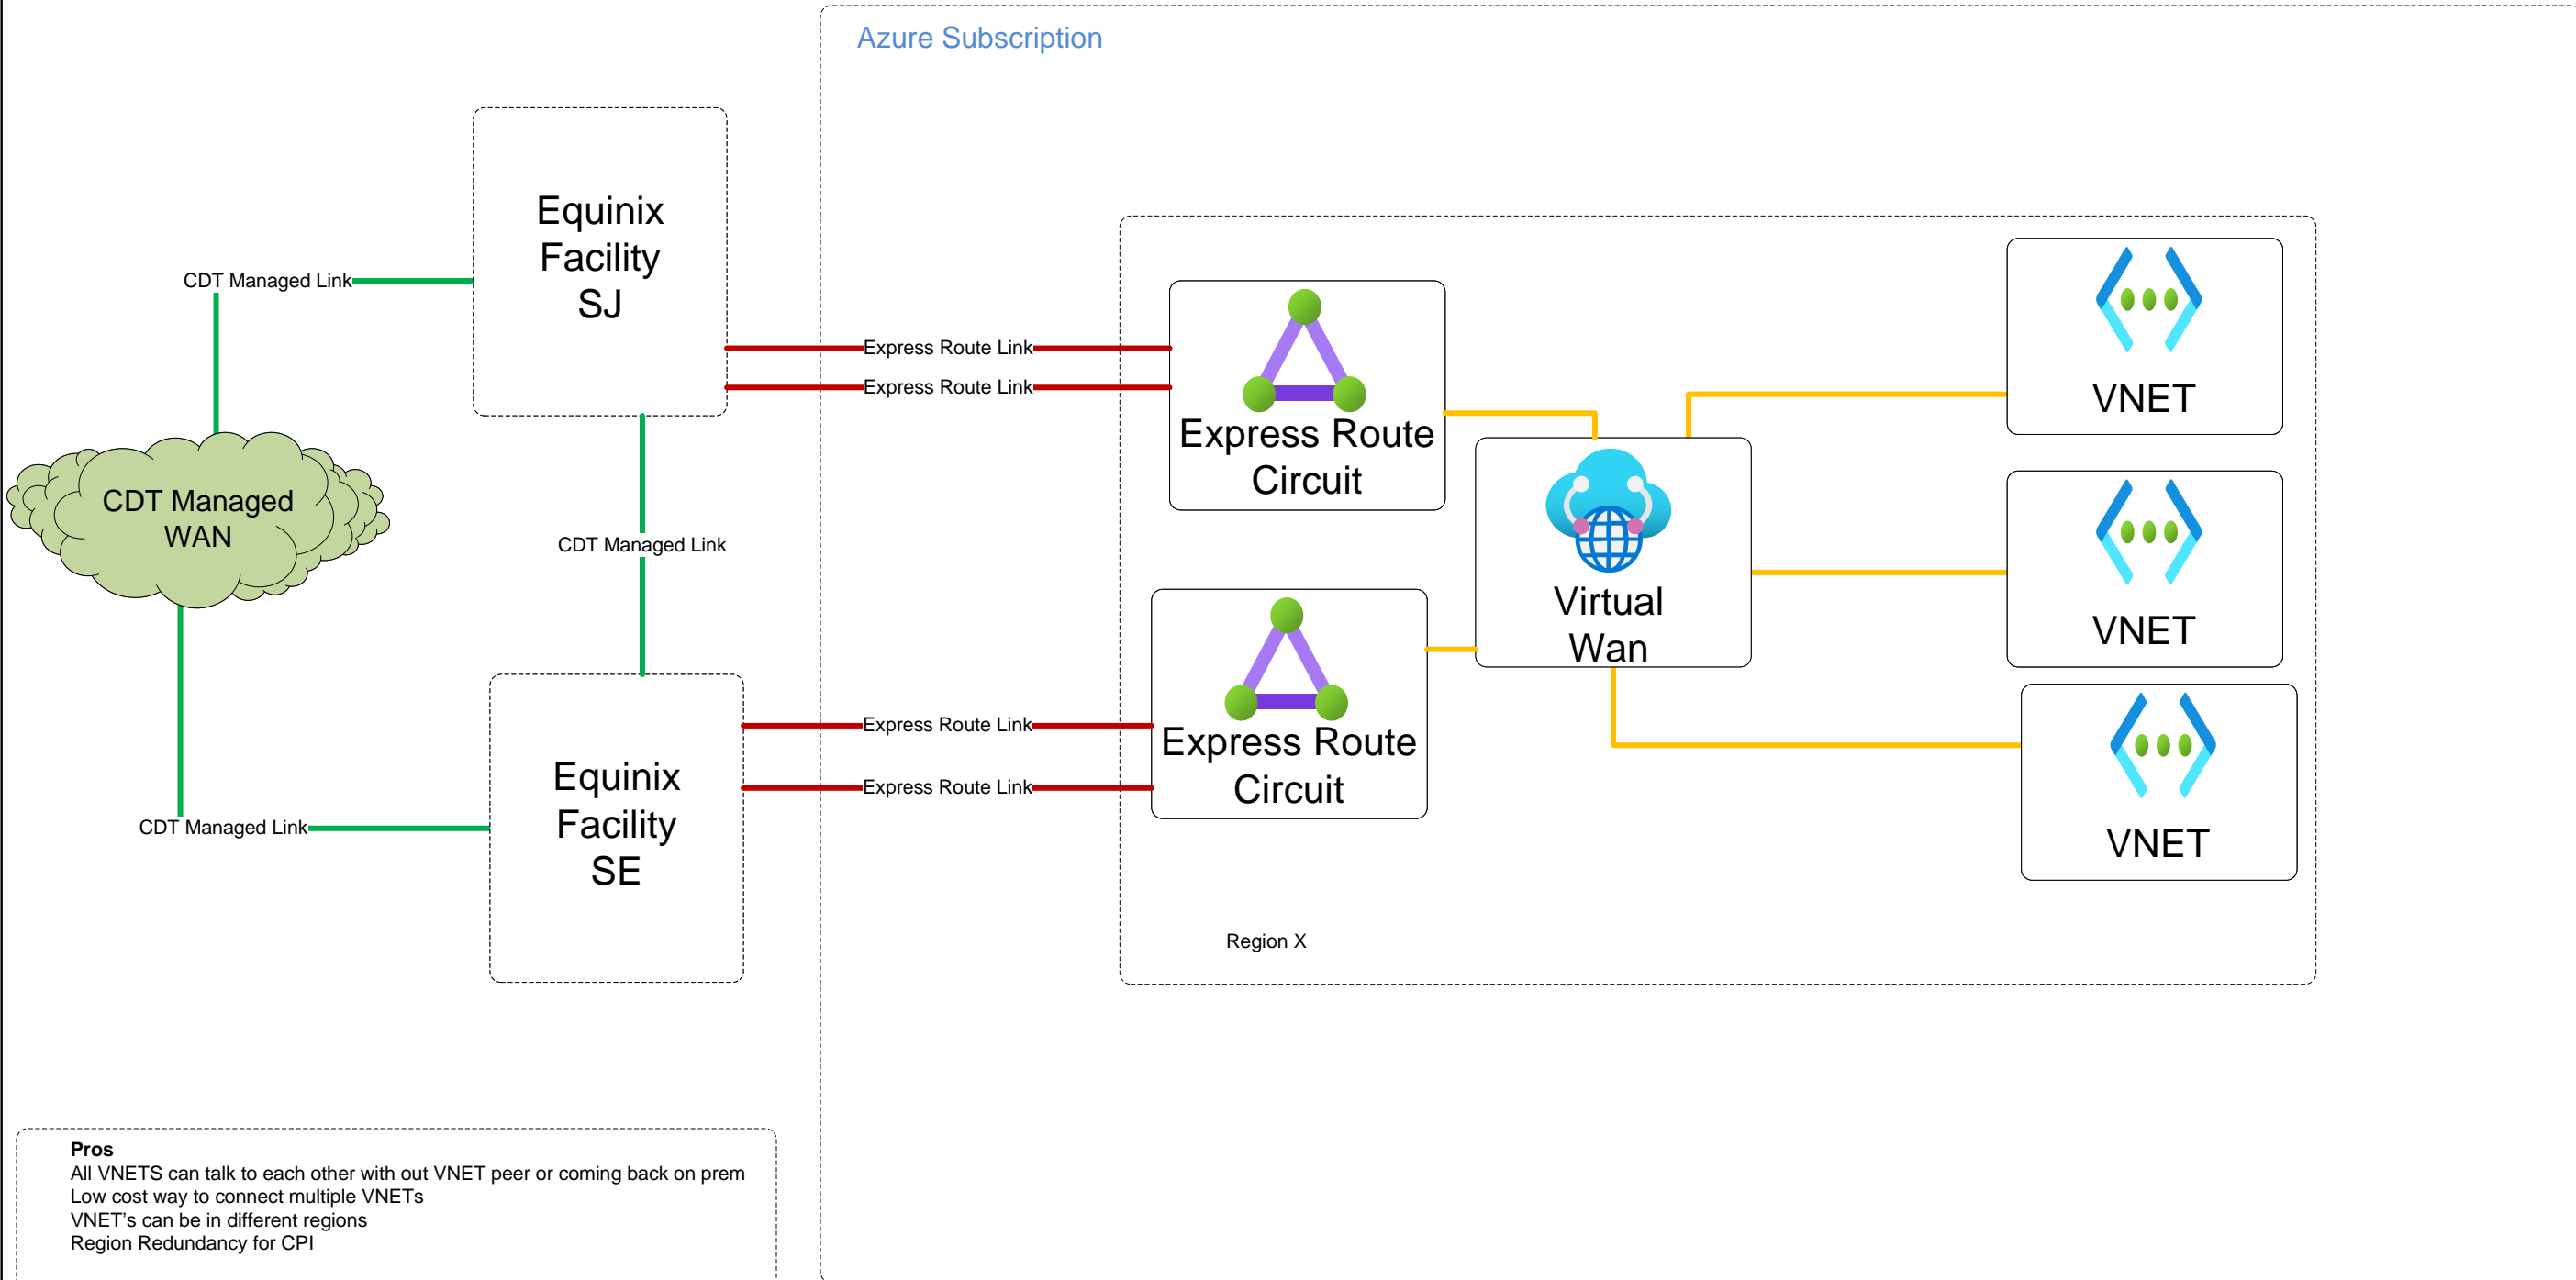 Azure Subscription
Equinix
Facility
SJ
CDT Managed Link
Express Route Link
Express Route Link
Express Route
Circuit
VNET
CDT Managed
WAN
CDT Managed Link
Virtual
Wan
VNET
Express Route Link
Express Route Link
Express Route
Circuit
Equinix
Facility
SE
CDT Managed Link
VNET
Region X
Pros
All VNETS can talk to each other with out VNET peer or coming back on prem
Low cost way to connect multiple VNETs
VNET's can be in different regions
Region Redundancy for CPI